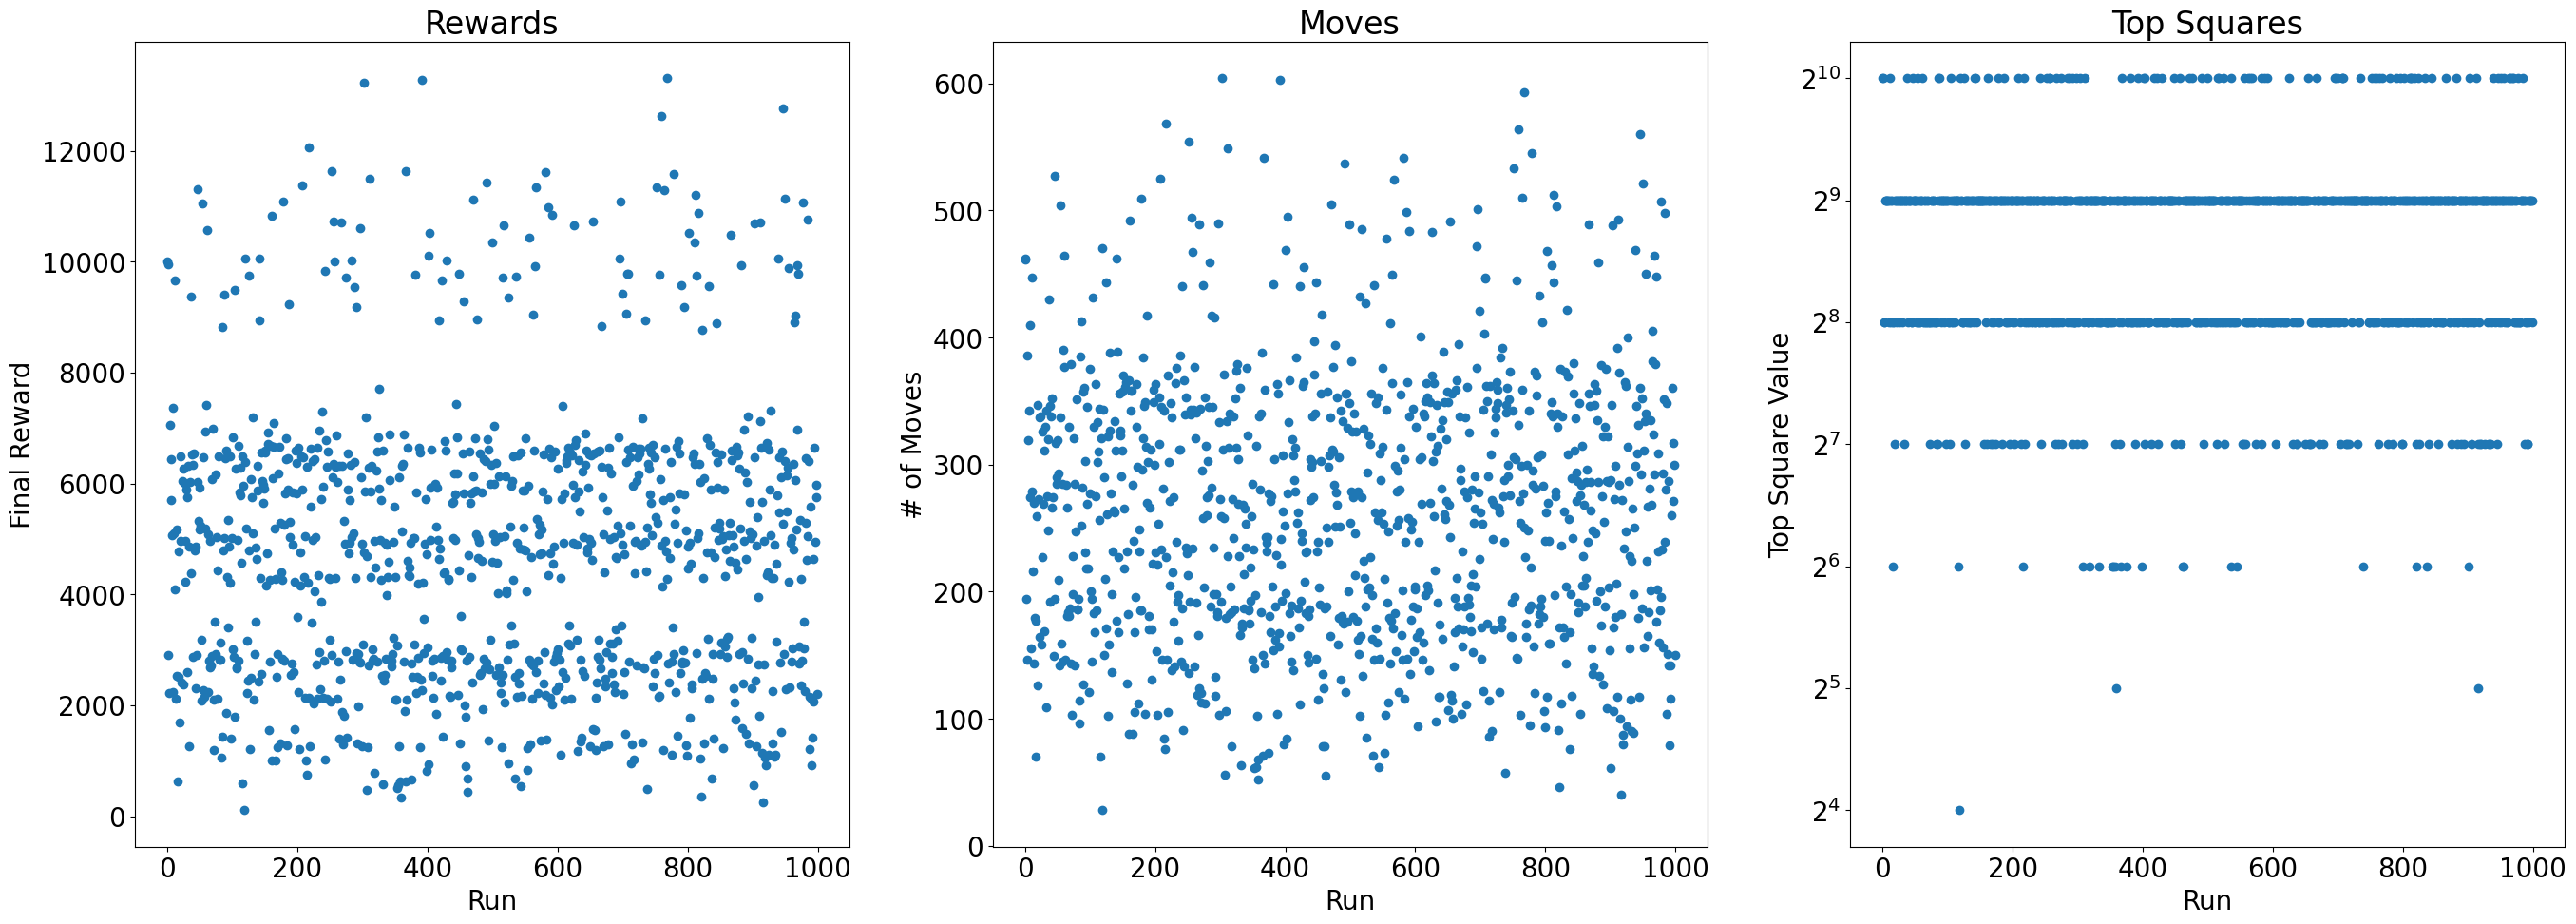 Rewards
Final Reward
12000
10000
8000
6000
4000
2000
0
0 200 400 600 800 1000
Run
Moves
# of Moves
600
500
400
300
200
100
0
0 200 400 600 800 1000
Run
Top Squares
Top Square Value
2^10
2^9
2^8
2^7
2^6
2^5
2^4
0 200 400 600 800 1000
Run